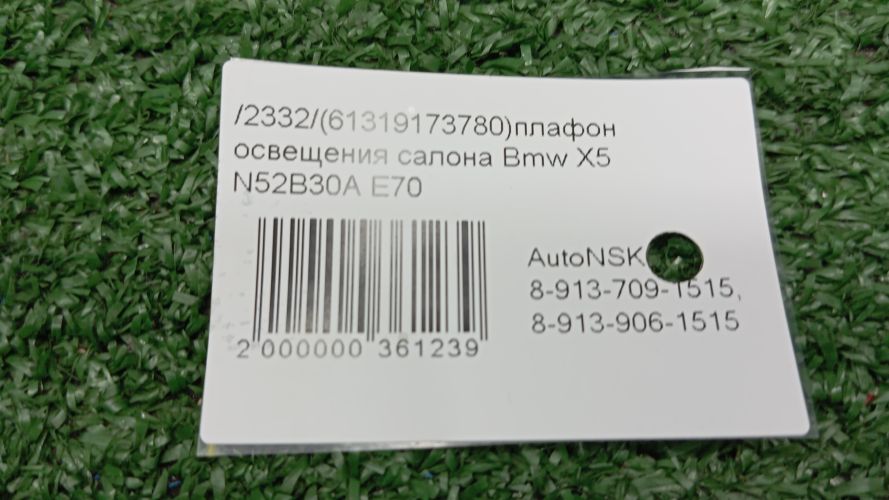 /2332/(61319173780)плафон
освещения салона Bmw X5
N52B30A E70
AutoNSK
8-913-709-1515,
8-913-906-1515
2 000000 361239